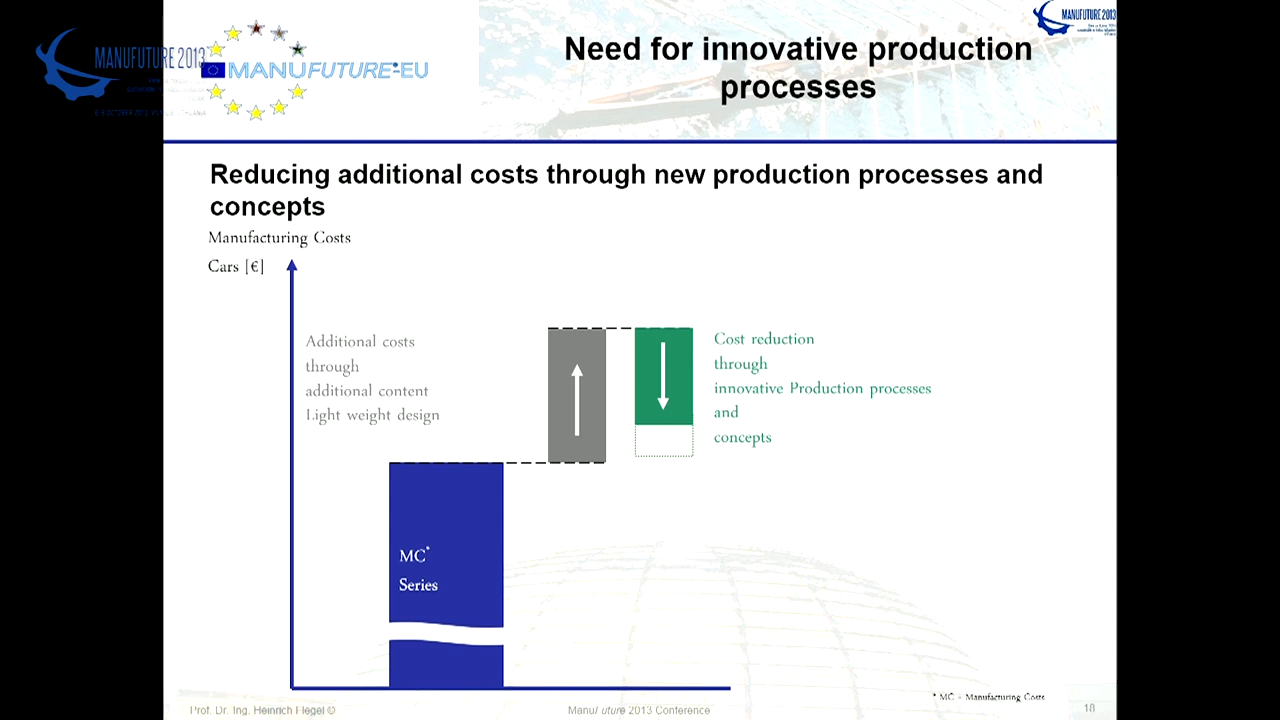 MANUFUTURE 2013
MANUFUTURE-EU
MANUFUTURE 2013
Need for innovative production
processes
Reducing additional costs through new production processes and
concepts
Manufacturing Costs
Cars [€]
Additional costs
through
additional content
Light weight design
Cost reduction
through
innovative Production processes
and
concepts
MC*
Series
* MC - Manufacturing Costs
Prof. Dr. Ing. Heinrich Flegel ©
Manufuture 2013 Conference
18